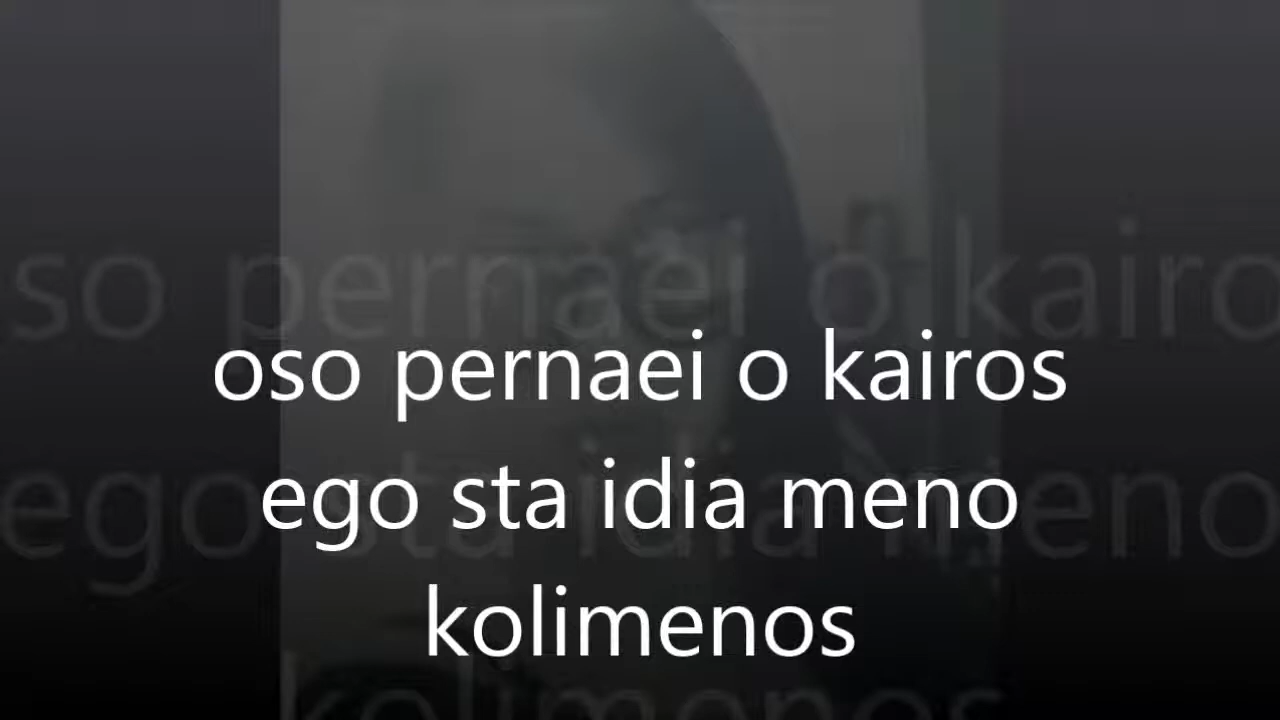 oso pernaei o kairos
ego sta idia meno
kolimenos